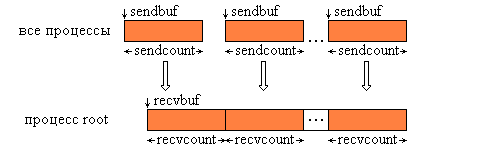 sendbuf sendbuf sendbuf
все процессы ...
sendcount sendcount sendcount
recvbuf
процесс root ...
recvcount recvcount recvcount